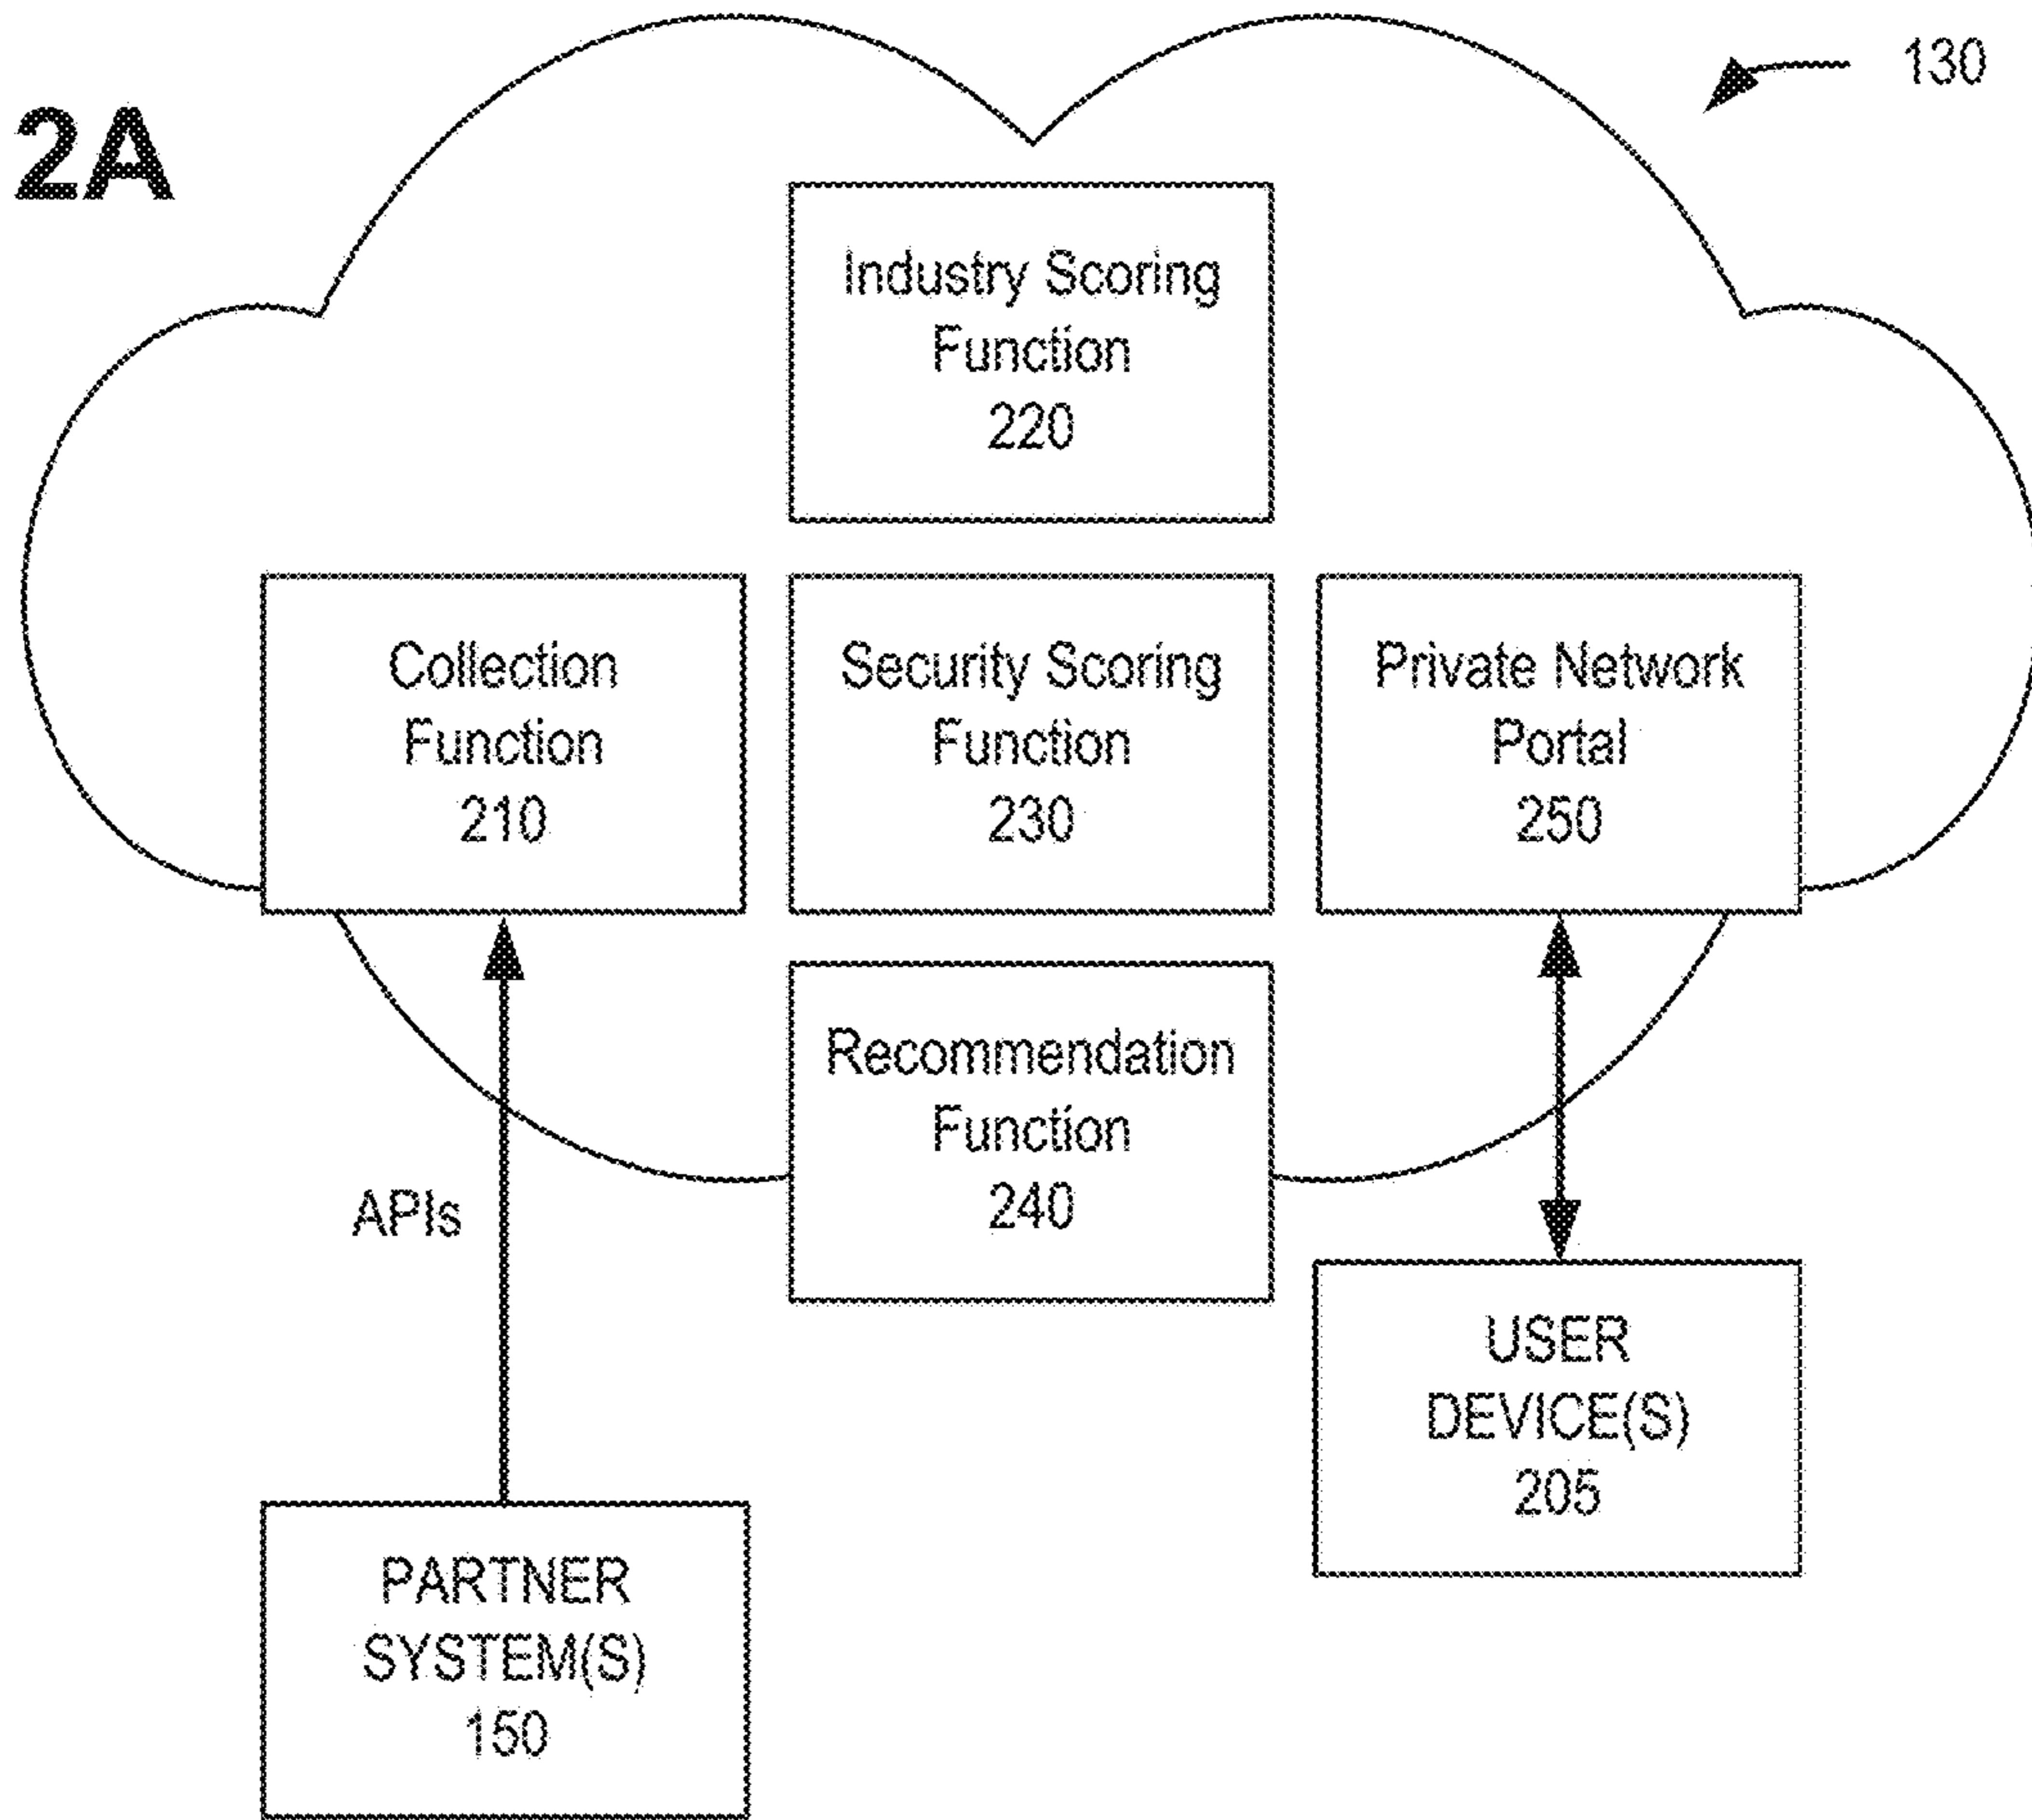 130
2A
Industry Scoring
Function
220
Collection
Function
210
Security Scoring
Function
230
Private Network
Portal
250
Recommendation
Function
240
APIs
USER
DEVICE(S)
205
PARTNER
SYSTEM(S)
150